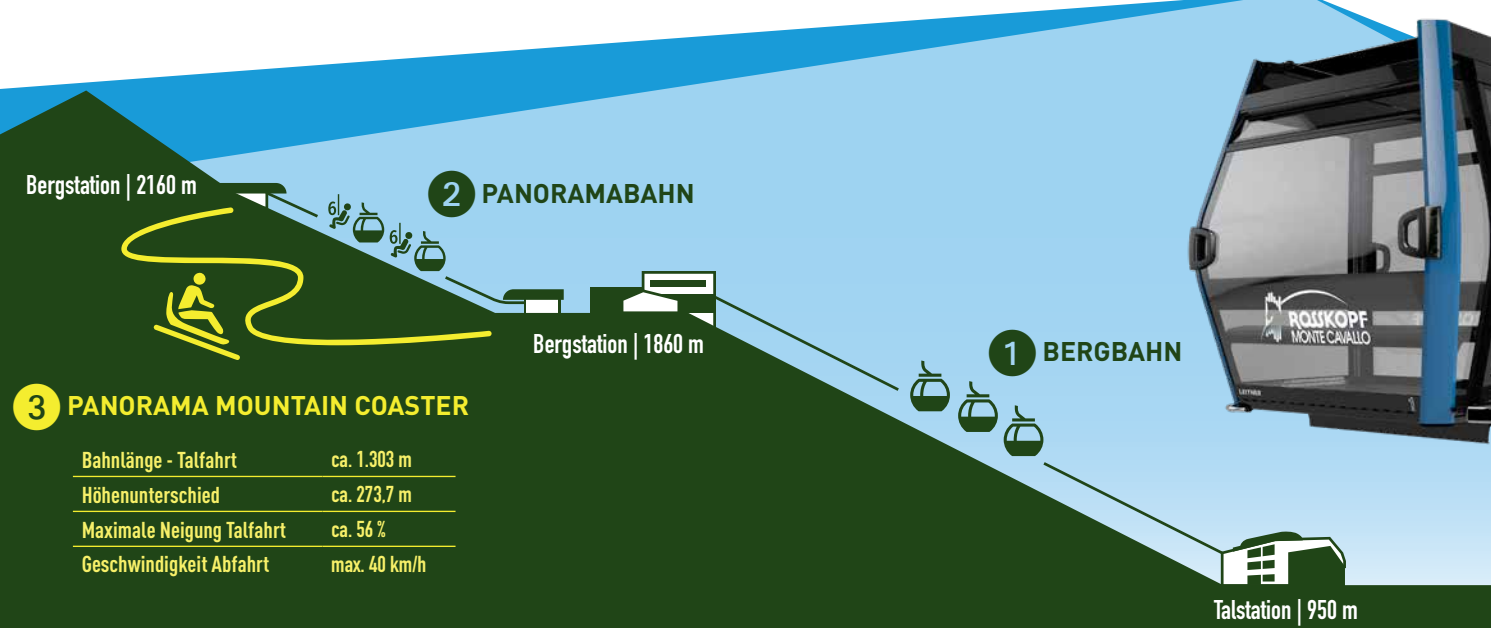 Bergstation | 2160 m
6
6
2 PANORAMABAHN
Bergstation | 1860 m
1 BERGBAHN
ROSSKOPF
MONTE CAVALLO
LEITNER
1
3 PANORAMA MOUNTAIN COASTER
Bahnlänge - Talfahrt ca. 1.303 m
Höhenunterschied ca. 273,7 m
Maximale Neigung Talfahrt ca. 56 %
Geschwindigkeit Abfahrt max. 40 km/h
Talstation | 950 m